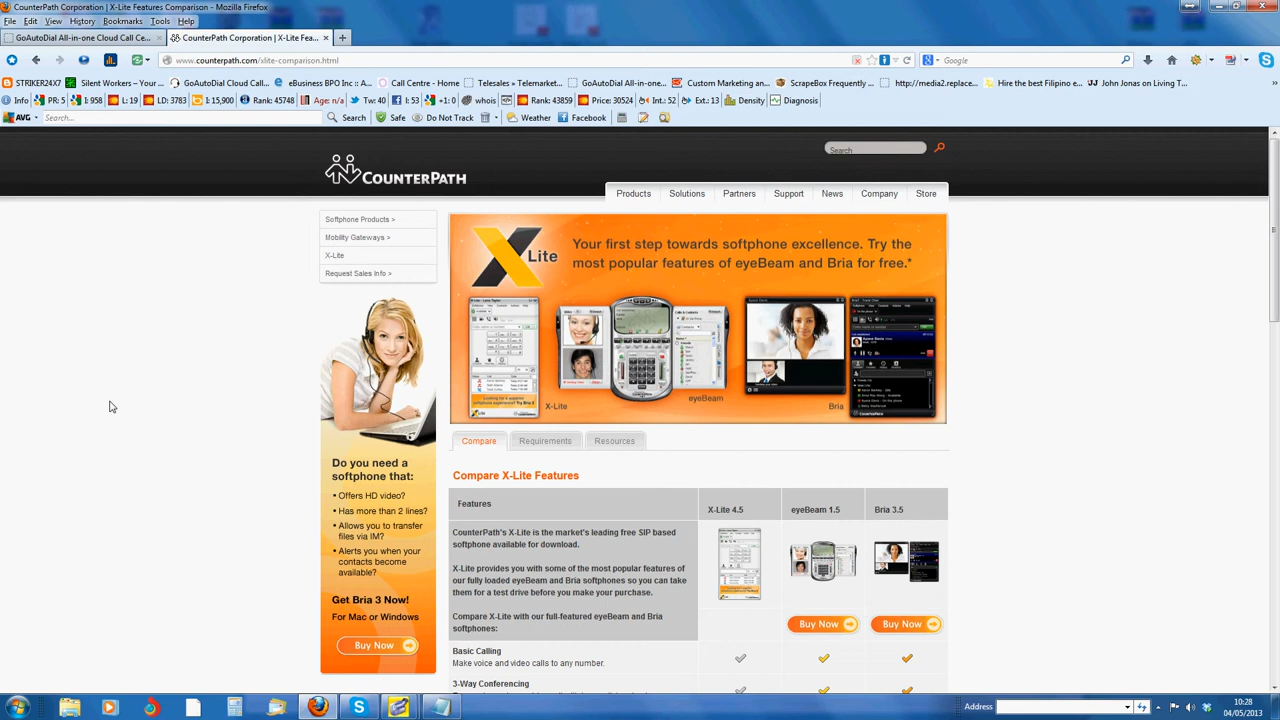 CounterPath Corporation | X-Lite Features Comparison - Mozilla Firefox
File Edit View History Bookmarks Tools Help
GoAutoDial All-in-one Cloud Call Ce...
CounterPath Corporation | X-Lite Fea...
www.counterpath.com/xlite-comparison.html
Google
STRIKER24X7
Silent Workers – Your ...
GoAutoDial Cloud Call...
eBusiness BPO Inc :: A...
Call Centre Home
Telesales » Telemarket...
GoAutoDial All-in-one...
Custom Marketing an...
ScrapeBox Frequently ...
http://media2.replace...
Hire the best Filipino e...
John Jonas on Living T...
Info PR: 5 I: 958 L: 19 LD: 3783 I: 15,900 Rank: 45748 Age: n/a Tw: 40 l: 53 +1: 0 whois Rank: 43859 Price: 30524 Int.: 52 Ext.: 13 Density Diagnosis
AVG Search... Search Safe Do Not Track Weather Facebook
Search
COUNTERPATH
Products Solutions Partners Support News Company Store
Softphone Products >
Mobility Gateways >
X-Lite
Request Sales Info >
X Lite
Your first step towards softphone excellence. Try the
most popular features of eyeBeam and Bria for free.*
X-Lite
eyeBeam
Bria
Do you need a
softphone that:
• Offers HD video?
• Has more than 2 lines?
• Allows you to transfer
files via IM?
• Alerts you when your
contacts become
available?
Get Bria 3 Now!
For Mac or Windows
Buy Now
Compare Requirements Resources
Compare X-Lite Features
Features X-Lite 4.5 eyeBeam 1.5 Bria 3.5
CounterPath's X-Lite is the market's leading free SIP based
softphone available for download.
X-Lite provides you with some of the most popular features of
our fully loaded eyeBeam and Bria softphones so you can take
them for a test drive before you make your purchase.
Compare X-Lite with our full-featured eyeBeam and Bria
softphones:
Buy Now Buy Now
Basic Calling
Make voice and video calls to any number.
3-Way Conferencing
Address
10:28
04/05/2013